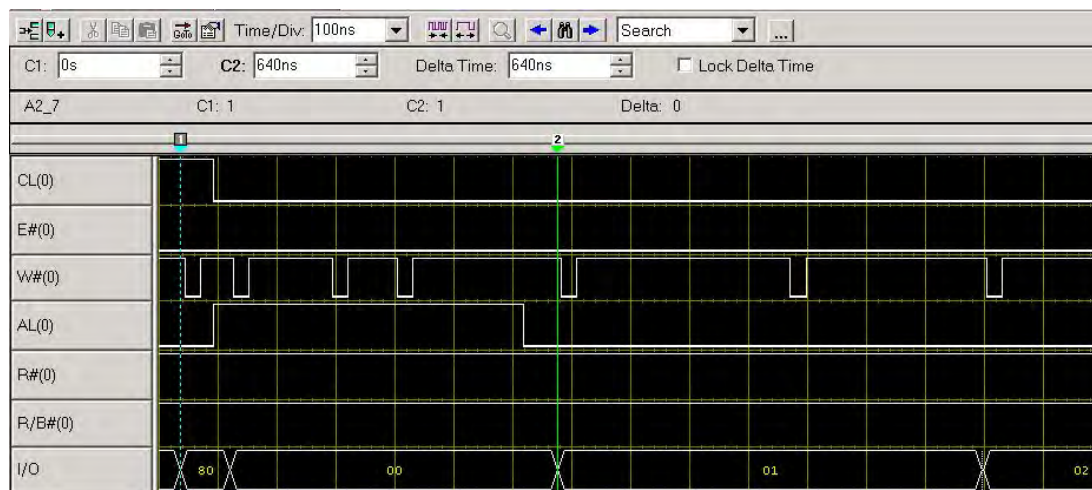 GoTo Time/Div: 100ns Search ...
C1: 0s C2: 640ns Delta Time: 640ns Lock Delta Time
A2_7 C1: 1 C2: 1 Delta: 0
1 2
CL(0)
E#(0)
W#(0)
AL(0)
R#(0)
R/B#(0)
I/O 80 00 01 02